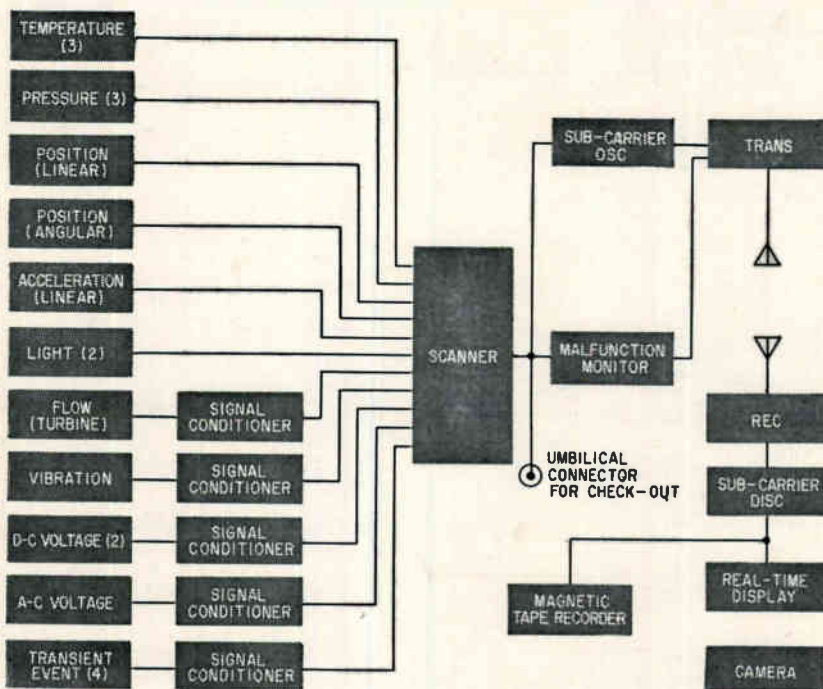 TEMPERATURE
(3)
PRESSURE (3)
POSITION
(LINEAR)
POSITION
(ANGULAR)
ACCELERATION
(LINEAR)
LIGHT (2)
FLOW
(TURBINE)
SIGNAL
CONDITIONER
VIBRATION
SIGNAL
CONDITIONER
D-C VOLTAGE (2)
SIGNAL
CONDITIONER
A-C VOLTAGE
SIGNAL
CONDITIONER
TRANSIENT
EVENT (4)
SIGNAL
CONDITIONER
SCANNER
SUB-CARRIER
OSC
TRANS
MALFUNCTION
MONITOR
UMBILICAL
CONNECTOR
FOR CHECK-OUT
REC
SUB-CARRIER
DISC
MAGNETIC
TAPE RECORDER
REAL-TIME
DISPLAY
CAMERA